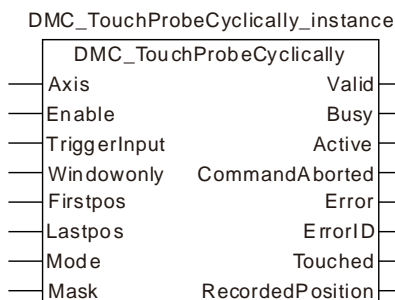 DMC_TouchProbeCyclically_instance
DMC_TouchProbeCyclically
Axis Valid
Enable Busy
TriggerInput Active
Windowonly CommandAborted
Firstpos Error
Lastpos ErrorID
Mode Touched
Mask RecordedPosition